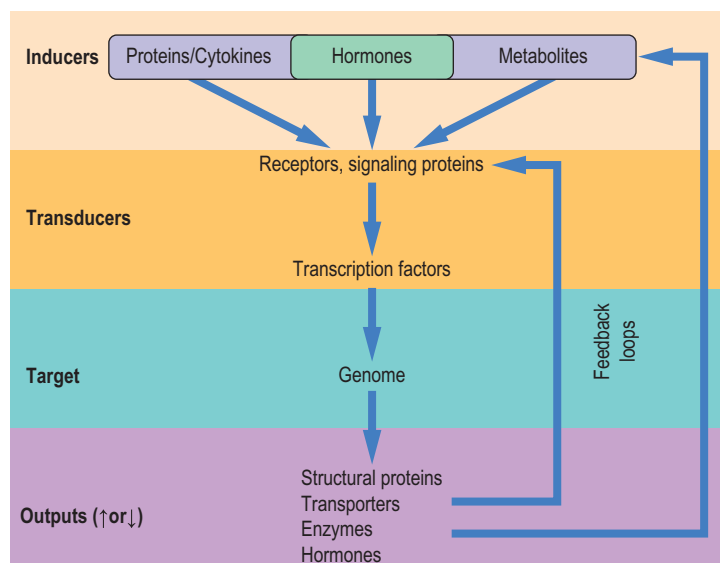 Inducers
Proteins/Cytokines
Hormones
Metabolites
Receptors, signaling proteins
Transducers
Transcription factors
Feedback
loops
Target
Genome
Structural proteins
Transporters
Outputs (↑or↓)
Enzymes
Hormones